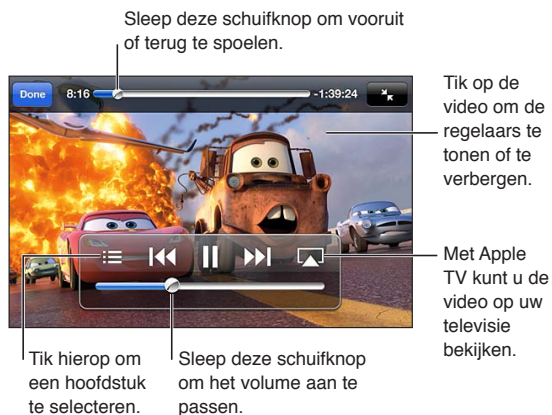 Sleep deze schuifknop om vooruit
of terug te spoelen.
Done
8:16
-1:39:24
Tik op de
video om de
regelaars te
tonen of te
verbergen.
Met Apple
TV kunt u de
video op uw
televisie
bekijken.
Tik hierop om
een hoofdstuk
te selecteren.
Sleep deze schuifknop
om het volume aan te
passen.